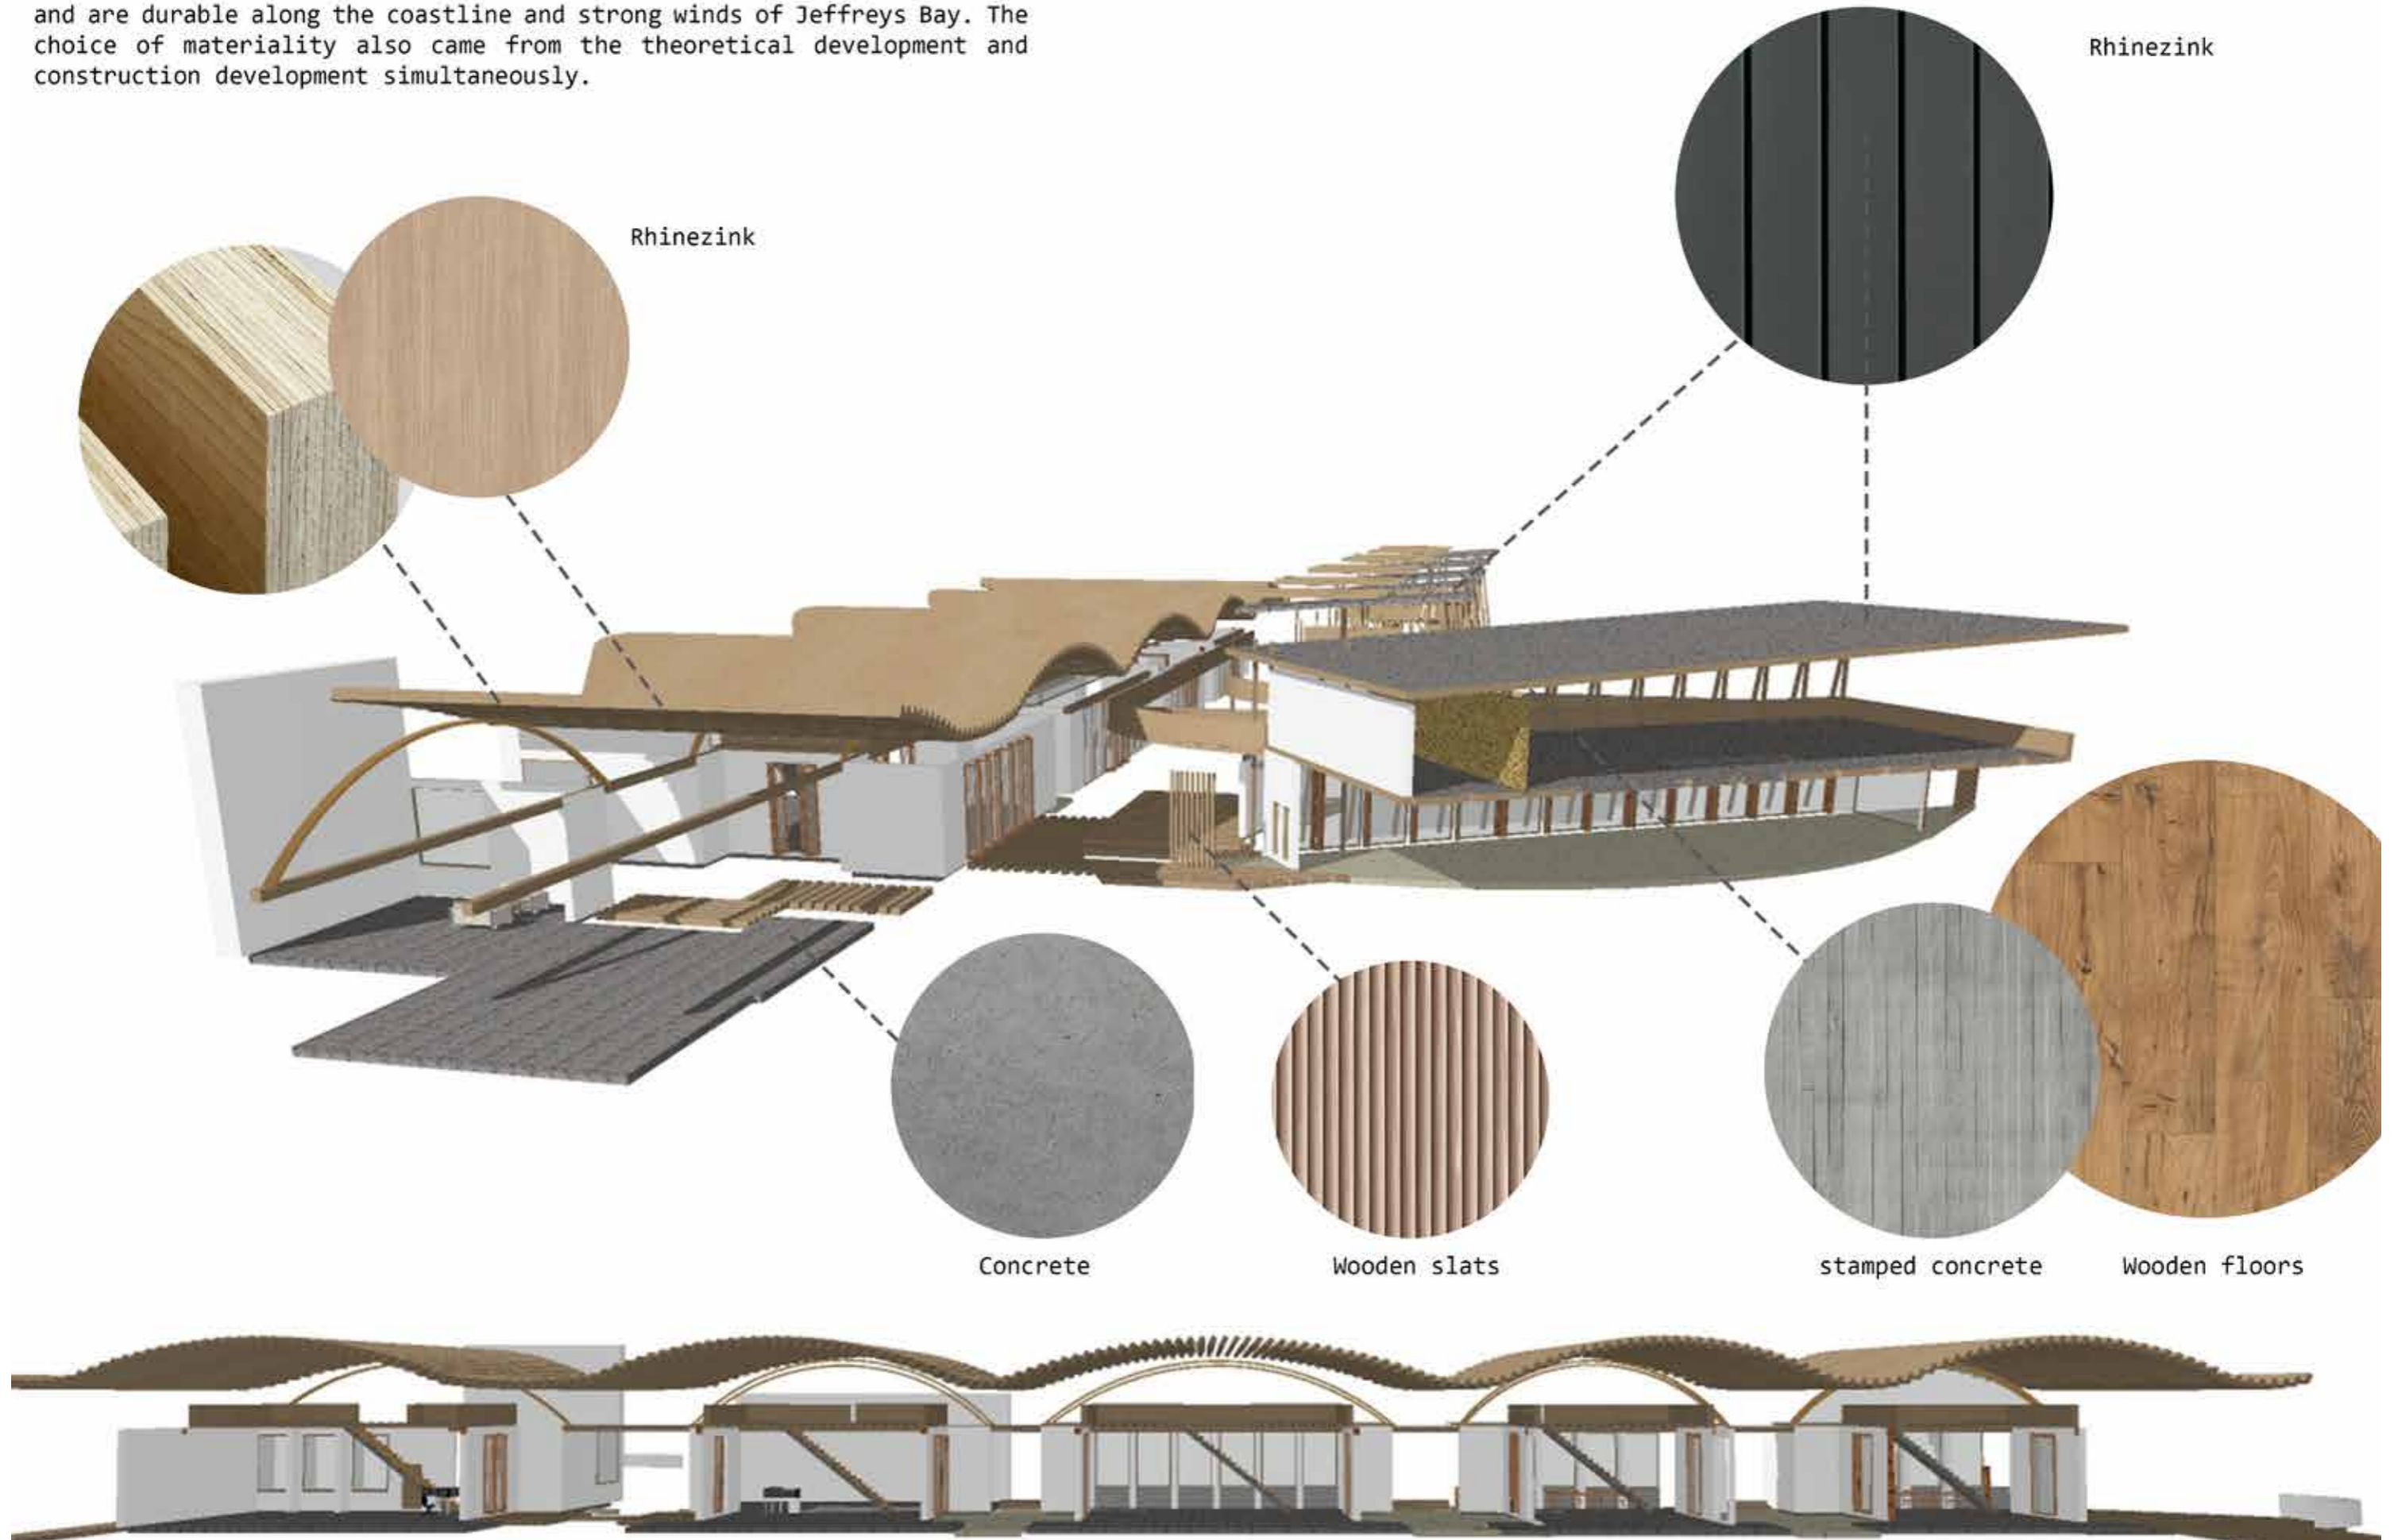 and are durable along the coastline and strong winds of Jeffreys Bay. The
choice of materiality also came from the theoretical development and
construction development simultaneously.
Rhinezink
Rhinezink
Concrete
Wooden slats
stamped concrete
Wooden floors